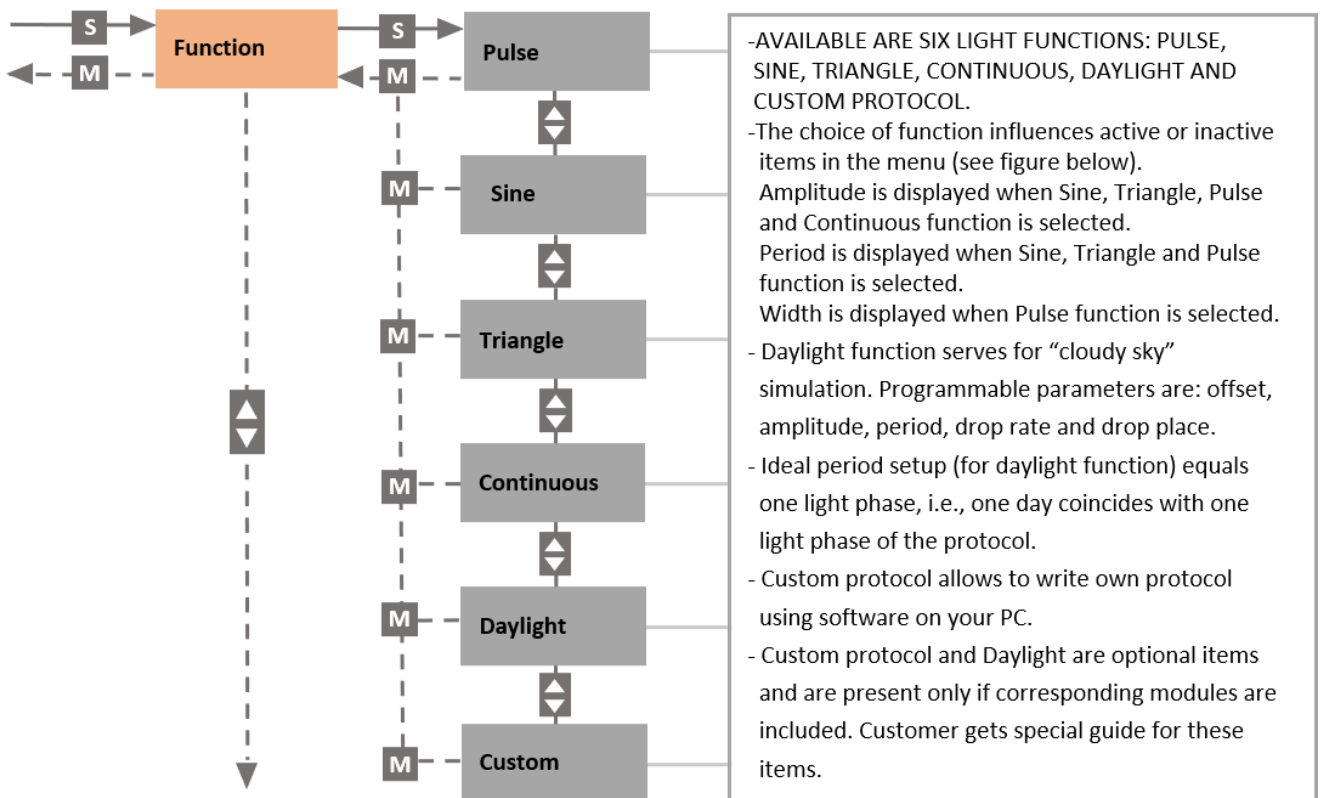 S
Function
S
Pulse
M
M
M
Sine
M
Triangle
M
Continuous
M
Daylight
M
Custom
-AVAILABLE ARE SIX LIGHT FUNCTIONS: PULSE,
SINE, TRIANGLE, CONTINUOUS, DAYLIGHT AND
CUSTOM PROTOCOL.
-The choice of function influences active or inactive
items in the menu (see figure below).
Amplitude is displayed when Sine, Triangle, Pulse
and Continuous function is selected.
Period is displayed when Sine, Triangle and Pulse
function is selected.
Width is displayed when Pulse function is selected.
- Daylight function serves for “cloudy sky”
simulation. Programmable parameters are: offset,
amplitude, period, drop rate and drop place.
- Ideal period setup (for daylight function) equals
one light phase, i.e., one day coincides with one
light phase of the protocol.
- Custom protocol allows to write own protocol
using software on your PC.
- Custom protocol and Daylight are optional items
and are present only if corresponding modules are
included. Customer gets special guide for these
items.